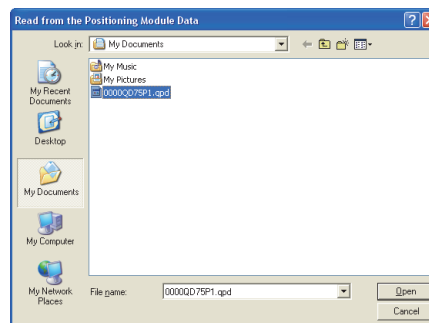 Read from the Positioning Module Data
Look in: My Documents
My Music
My Pictures
0000QD75P1.qpd
My Recent
Documents
Desktop
My Documents
My Computer
My Network
Places
File name: 0000QD75P1.qpd
Open
Cancel